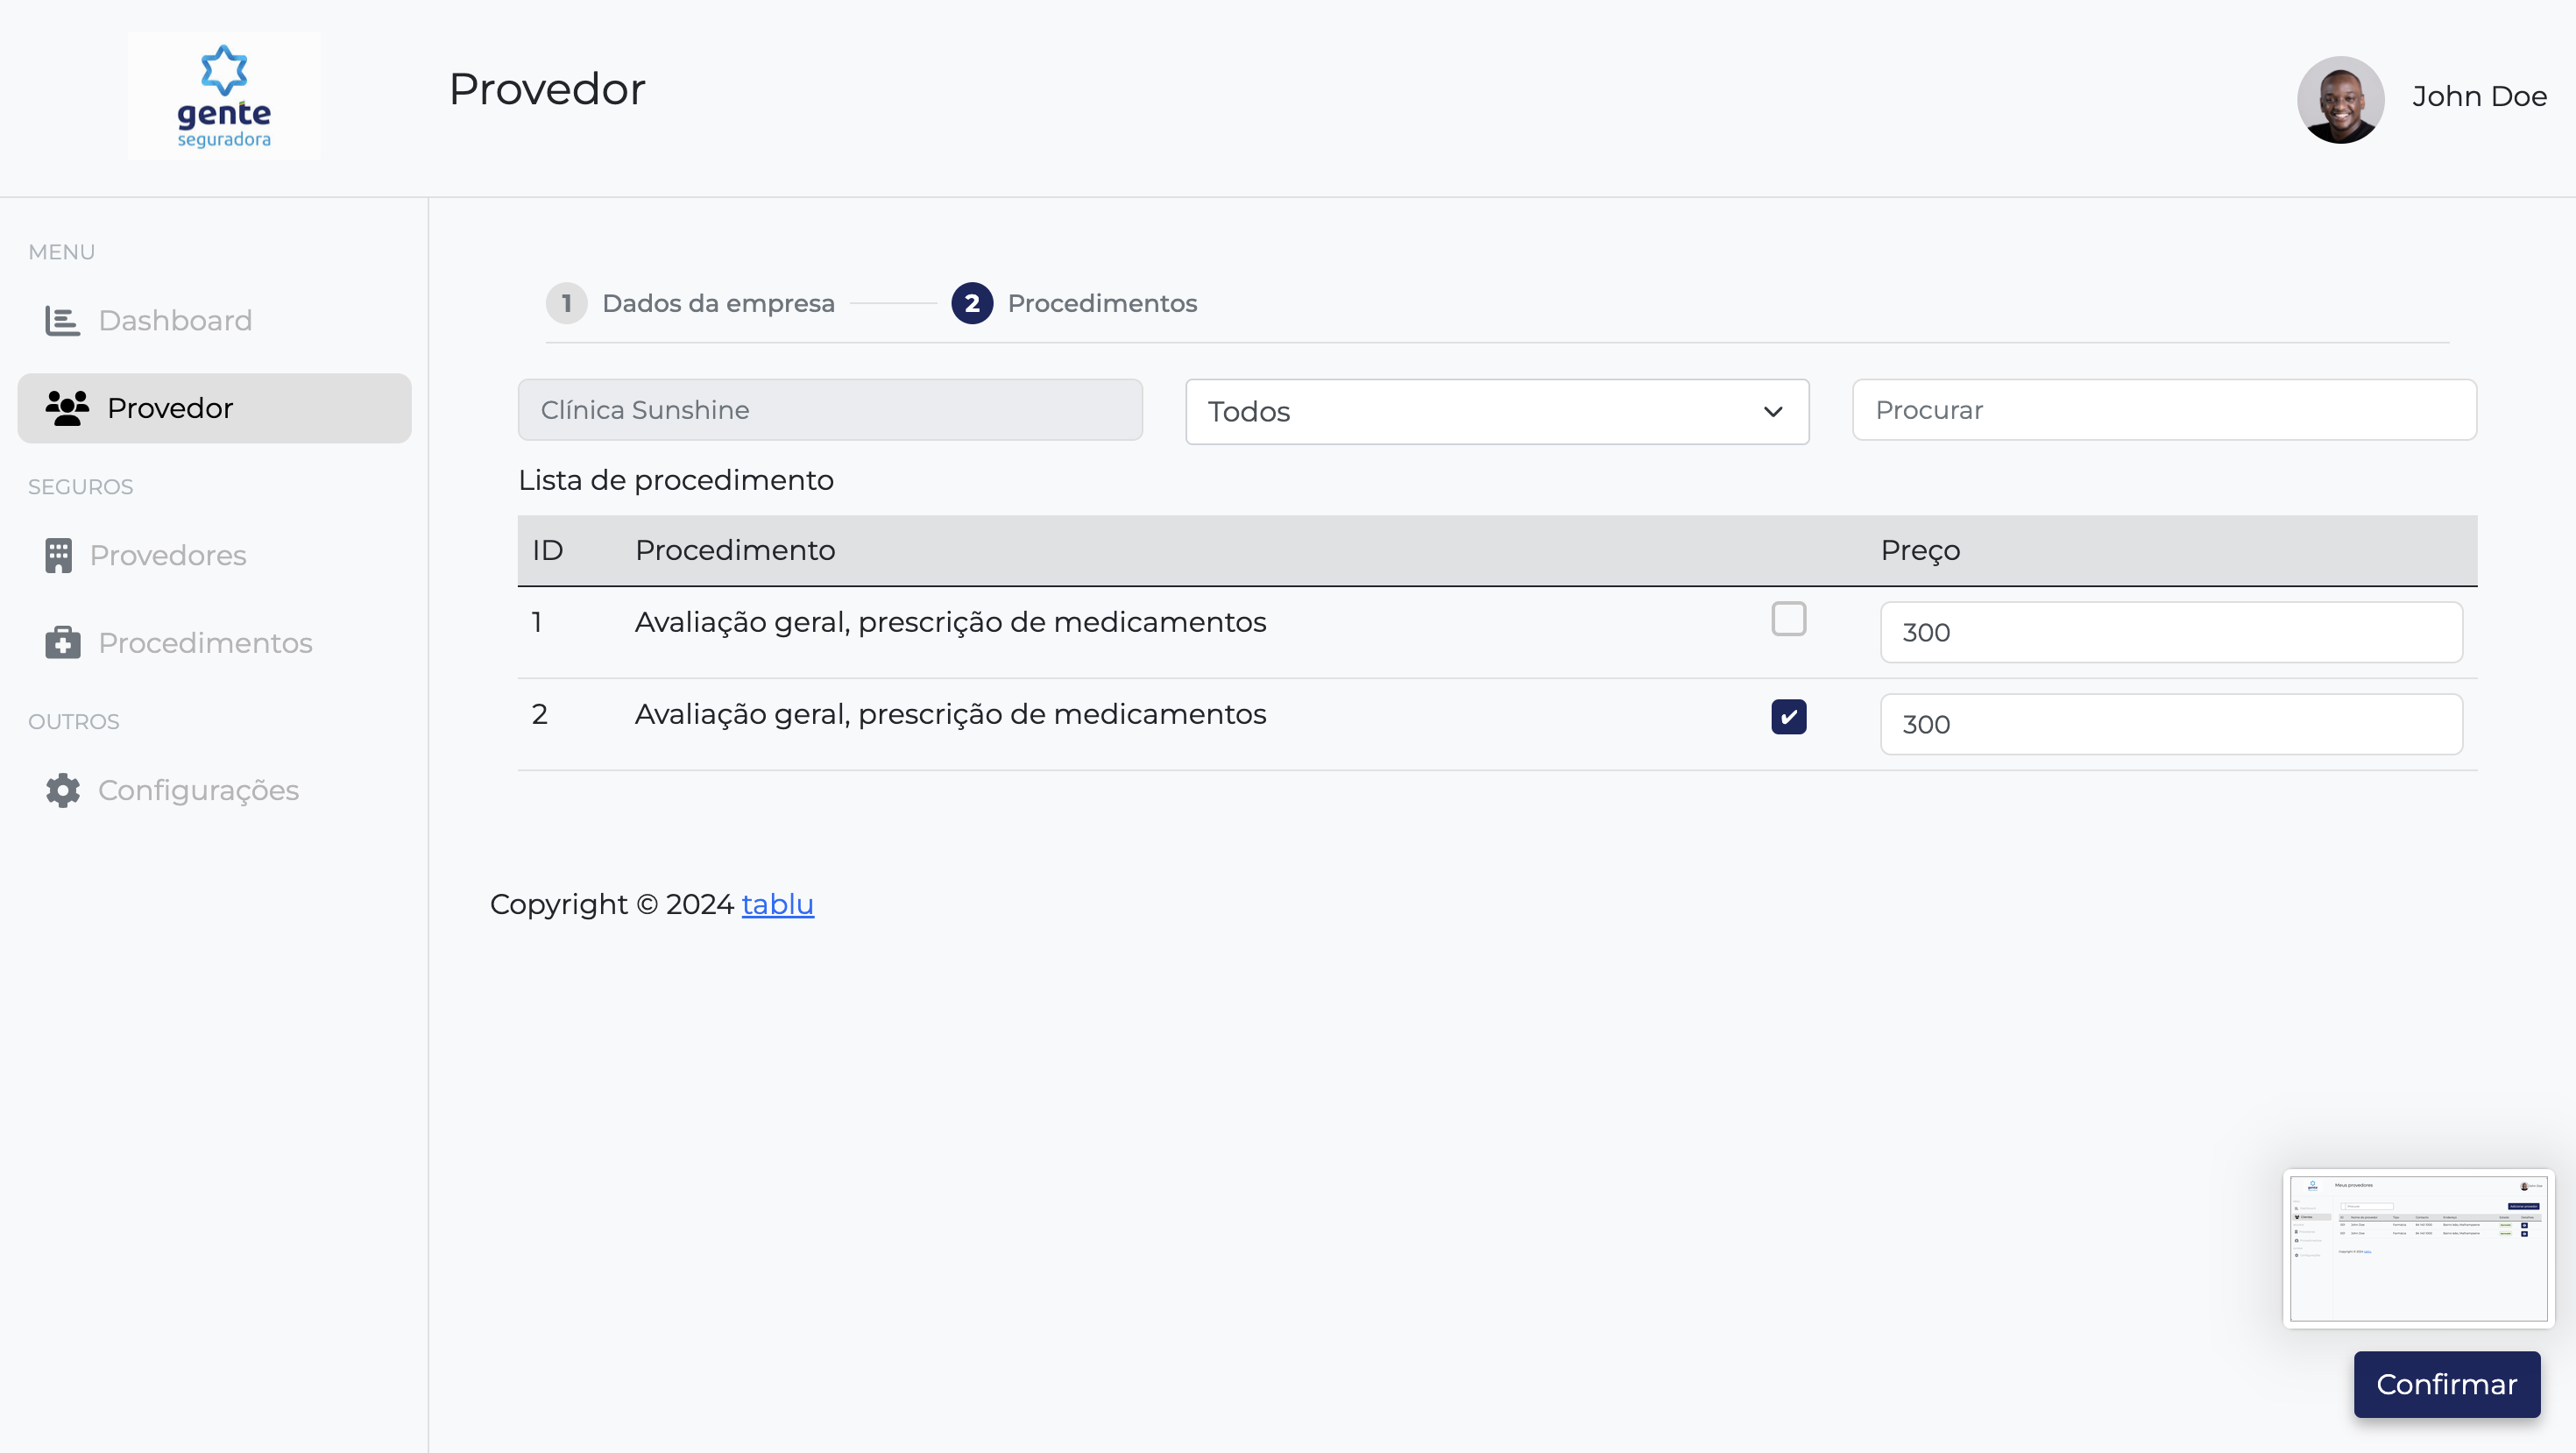 gente
seguradora
Provedor
John Doe
MENU
Dashboard
Provedor
SEGUROS
Provedores
Procedimentos
OUTROS
Configurações
1 Dados da empresa
2 Procedimentos
Clínica Sunshine
Todos
Procurar
Lista de procedimento
ID Procedimento Preço
1 Avaliação geral, prescrição de medicamentos 300
2 Avaliação geral, prescrição de medicamentos 300
Copyright © 2024 tablu
Meus provedores
Confirmar